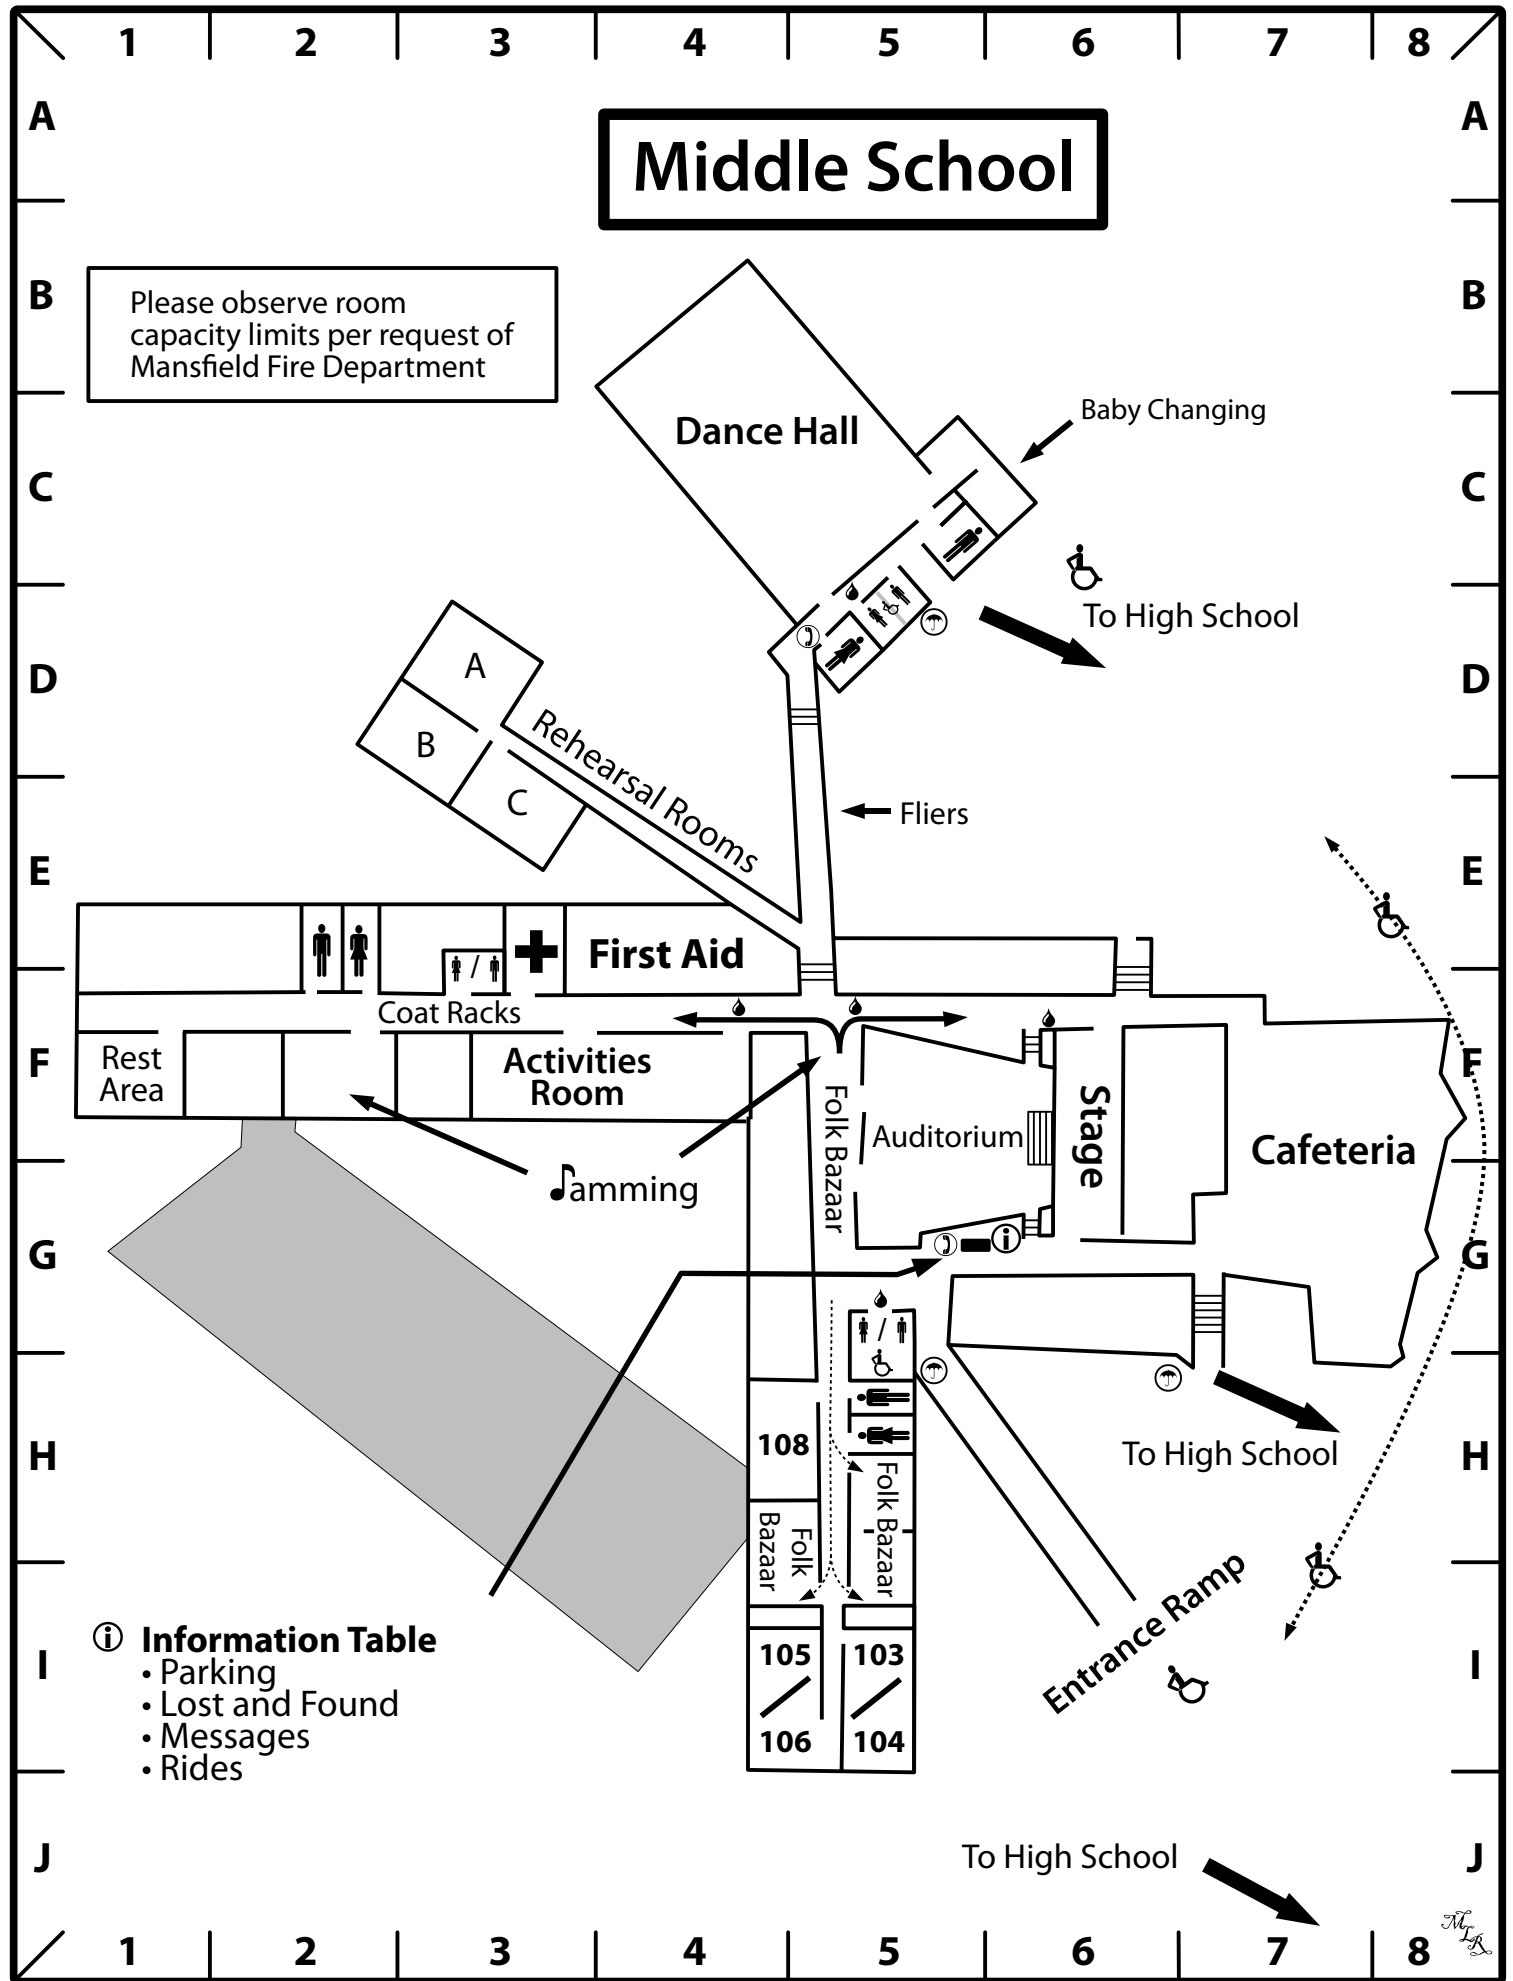 1 2 3 4 5 6 7 8
A A
Middle School
B B
Please observe room
capacity limits per request of
Mansfield Fire Department
Baby Changing
Dance Hall
C C
To High School
A
D D
B
Rehearsal Rooms
C
Fliers
E E
First Aid
/
Coat Racks
F F
Rest
Area
Activities
Room
Folk Bazaar
Auditorium
Stage
Cafeteria
♪amming
i
G G
/
H H
108
To High School
Folk Bazaar
Folk
Bazaar
Entrance Ramp
i Information Table
• Parking
• Lost and Found
• Messages
• Rides
I I
105 103
106 104
To High School
J J
MLR
1 2 3 4 5 6 7 8